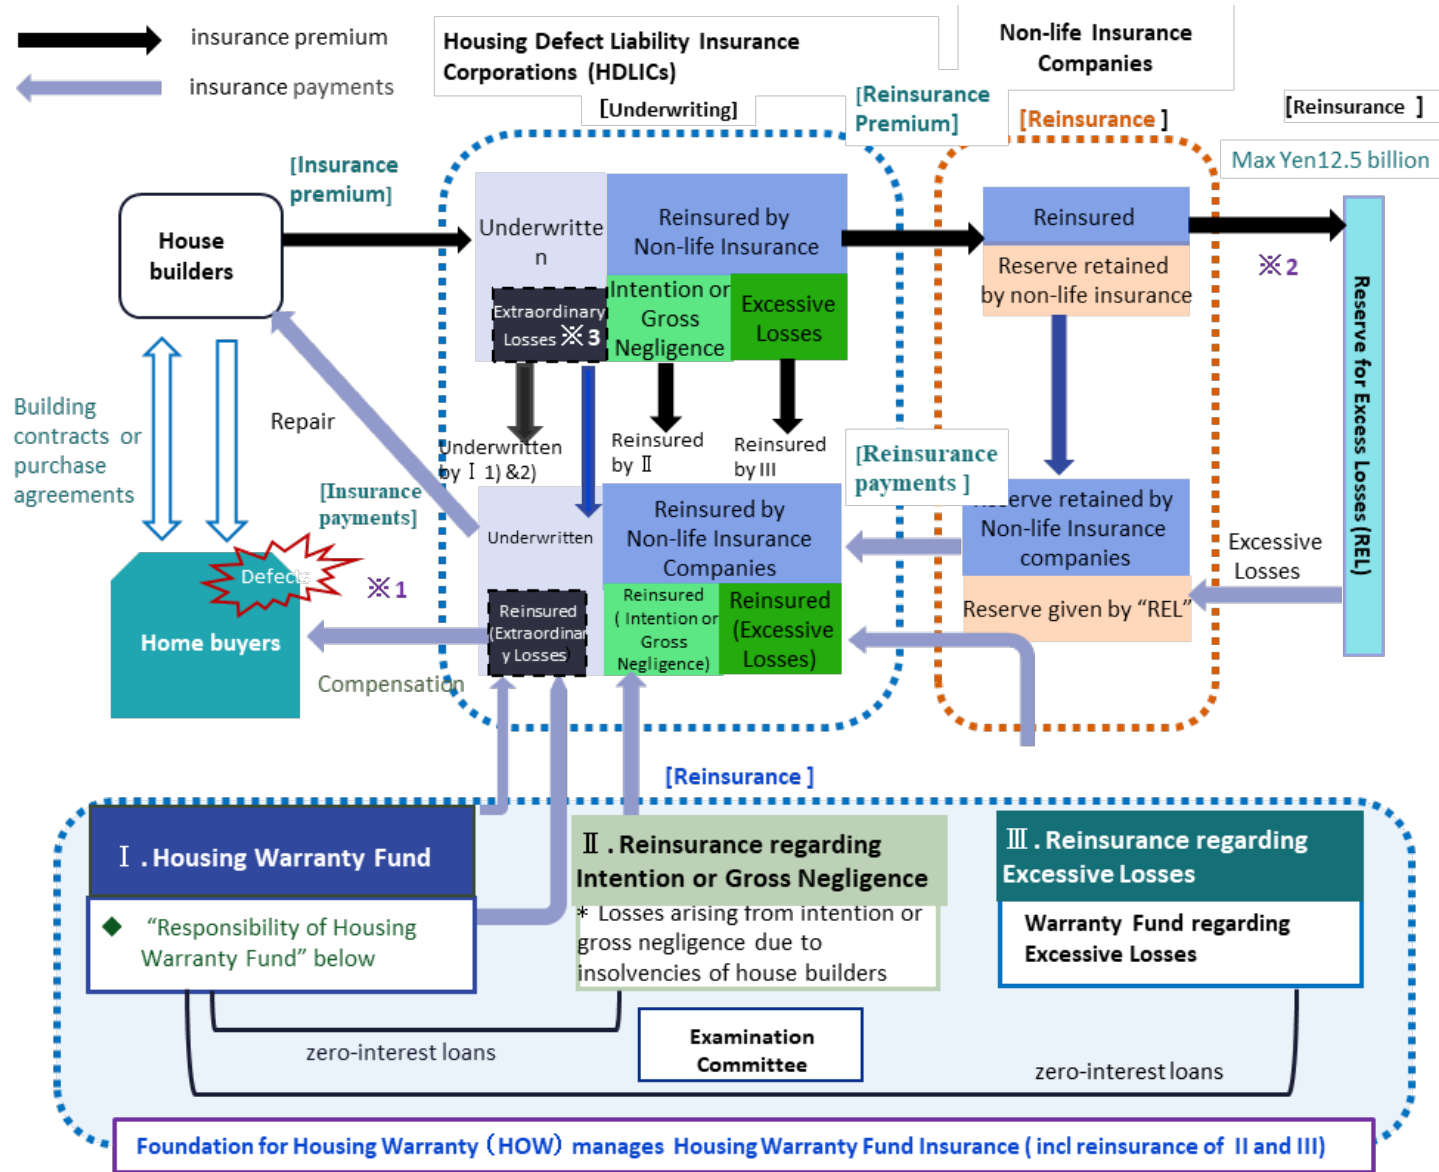 insurance premium
insurance payments
Housing Defect Liability Insurance
Corporations (HDLICs)
[Underwriting]
Non-life Insurance
Companies
[Reinsurance
Premium]
[Reinsurance ]
[Reinsurance ]
Max Yen12.5 billion
[Insurance
premium]
House
builders
Underwritte
n
Reinsured by
Non-life Insurance
Extraordinary
Losses ※3
Intention or
Gross
Negligence
Excessive
Losses
Reinsured
Reserve retained
by non-life insurance
※2
Reserve for Excess Losses (REL)
Building
contracts or
purchase
agreements
Repair
Underwritten
by Ⅰ 1) &2)
Reinsured
by Ⅱ
Reinsured
by III
[Reinsurance
payments ]
[Insurance
payments]
Underwritten
Reinsured by
Non-life Insurance
Companies
Reserve retained by
Non-life Insurance
companies
Reserve given by “REL”
Excessive
Losses
Defects
※1
Home buyers
Reinsured
(Extraordinar
y Losses)
Reinsured
( Intention or
Gross
Negligence)
Reinsured
(Excessive
Losses)
Compensation
[Reinsurance ]
Ⅰ . Housing Warranty Fund
◆ “Responsibility of Housing
Warranty Fund” below
Ⅱ . Reinsurance regarding
Intention or Gross Negligence
* Losses arising from intention or
gross negligence due to
insolvencies of house builders
Ⅲ . Reinsurance regarding
Excessive Losses
Warranty Fund regarding
Excessive Losses
Examination
Committee
zero-interest loans
zero-interest loans
Foundation for Housing Warranty（HOW）manages Housing Warranty Fund Insurance ( incl reinsurance of II and III)